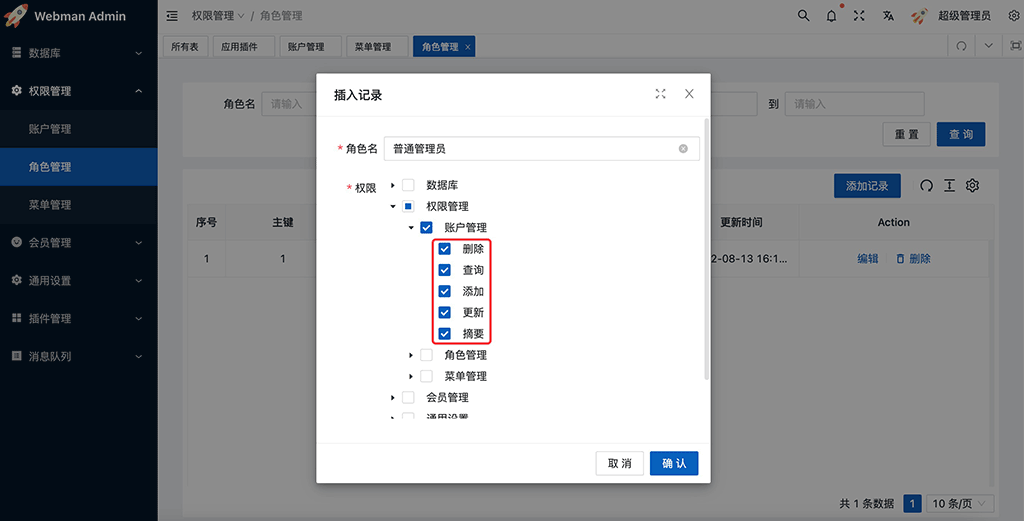 Webman Admin
权限管理 / 角色管理
超级管理员
所有表
应用插件
账户管理
菜单管理
角色管理 ×
数据库
权限管理
账户管理
角色管理
菜单管理
会员管理
通用设置
插件管理
消息队列
角色名
请输入
到
请输入
重 置
查 询
添加记录
序号
主键
更新时间
Action
1
1
2-08-13 16:1...
编辑
删除
共 1 条数据
1
10 条/页
插入记录
* 角色名
普通管理员
* 权限
数据库
权限管理
账户管理
删除
查询
添加
更新
摘要
角色管理
菜单管理
会员管理
通用设置
取 消
确 认